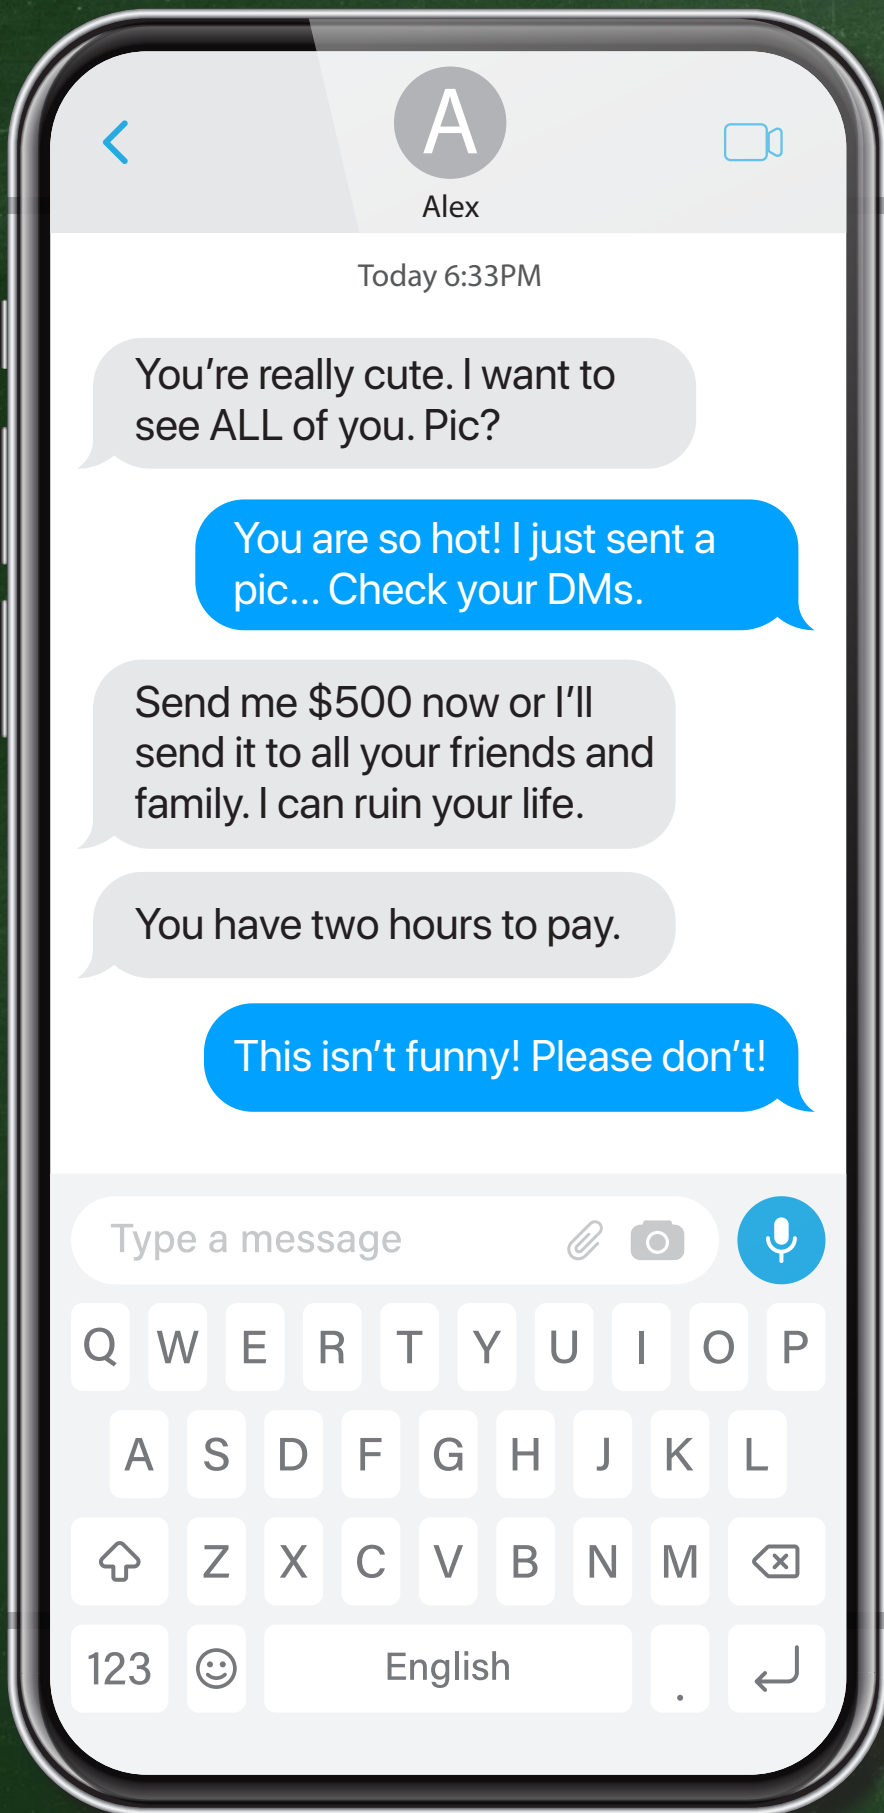 A
Alex
Today 6:33PM
You’re really cute. I want to
see ALL of you. Pic?
You are so hot! I just sent a
pic... Check your DMs.
Send me $500 now or I’ll
send it to all your friends and
family. I can ruin your life.
You have two hours to pay.
This isn’t funny! Please don’t!
Type a message
Q W E R T Y U I O P
A S D F G H J K L
Z X C V B N M
123 English .